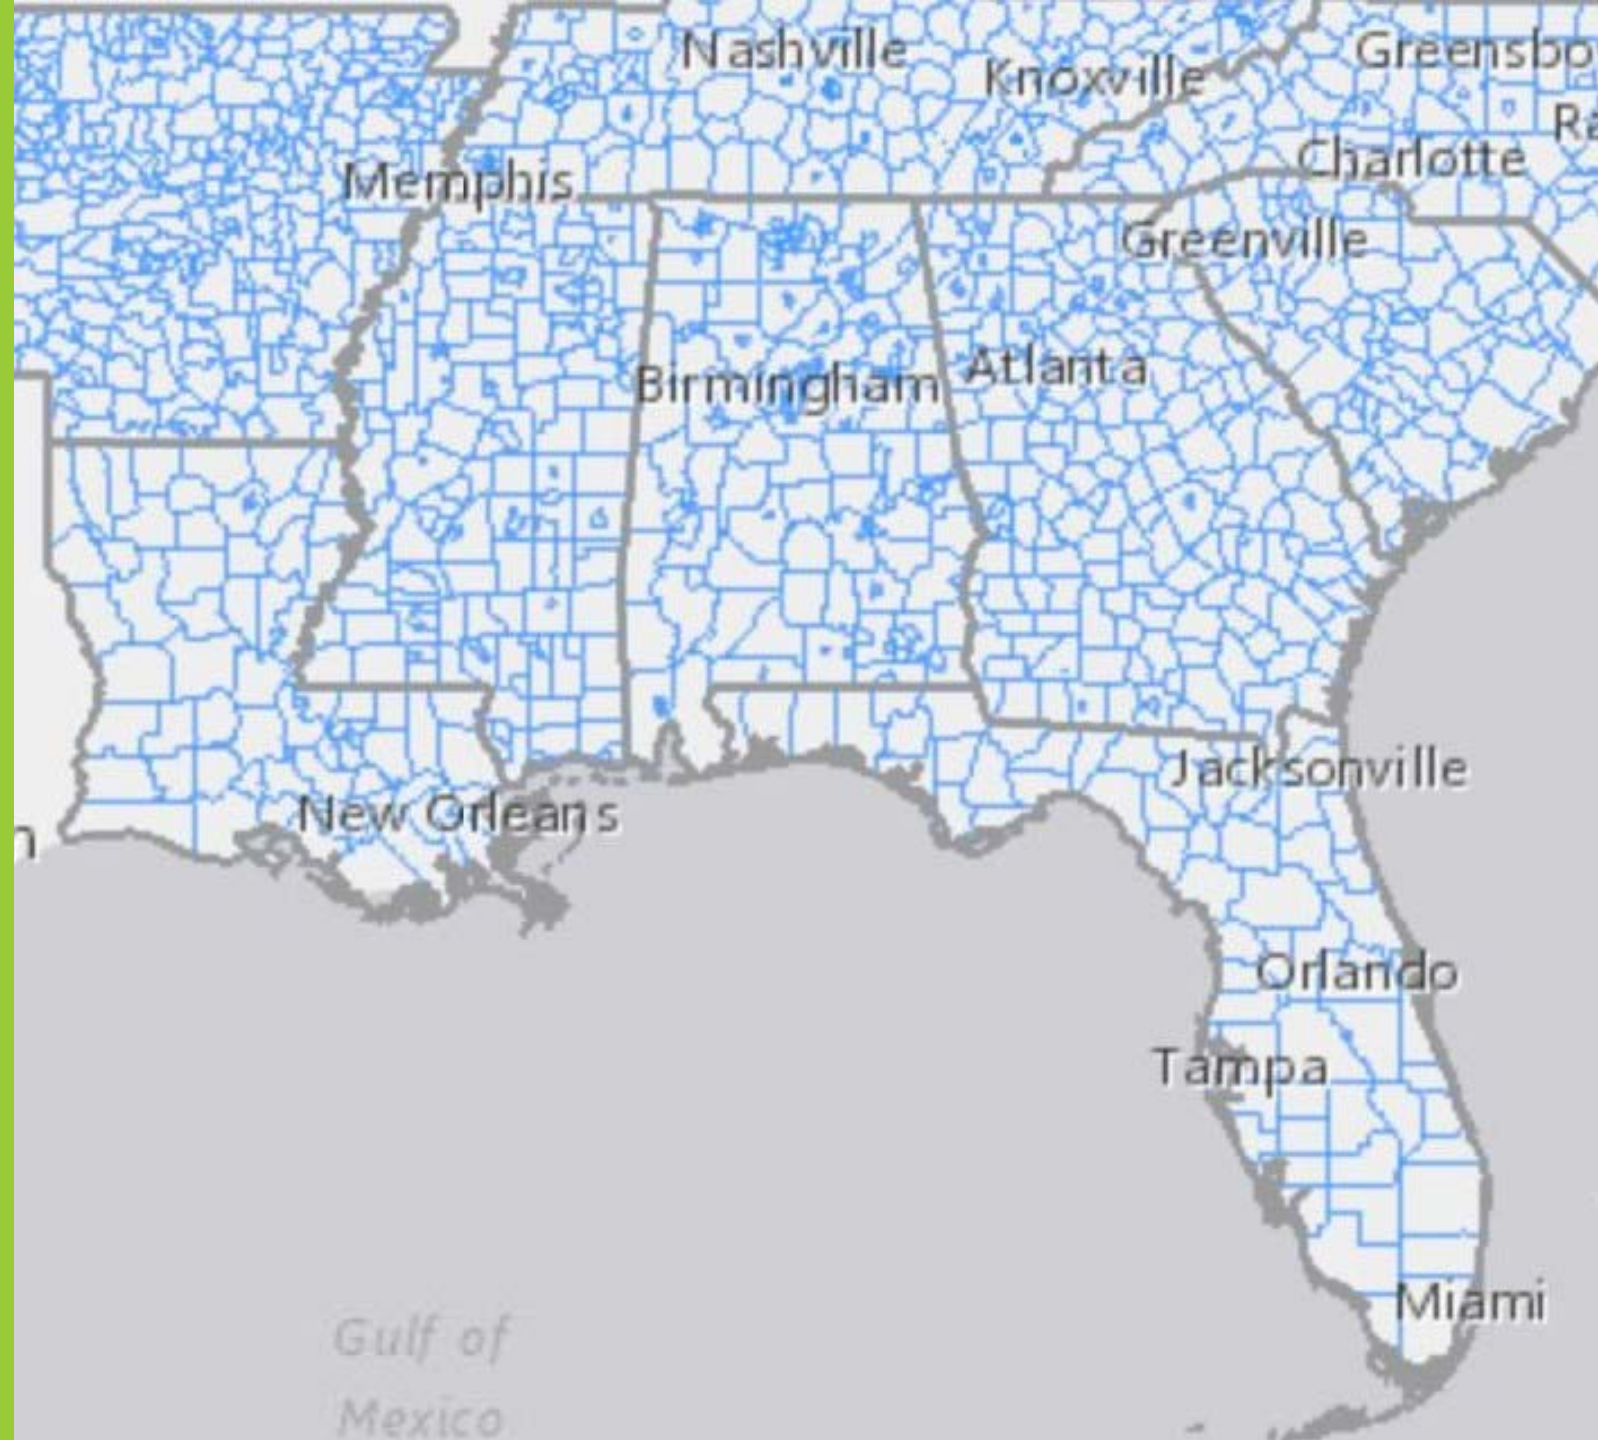 Nashville
Knoxville
Greensbo
Ra
Charlotte
Memphis
Greenville
Birmingham
Atlanta
Jacksonville
New Orleans
n
Orlando
Tampa
Miami
Gulf of
Mexico